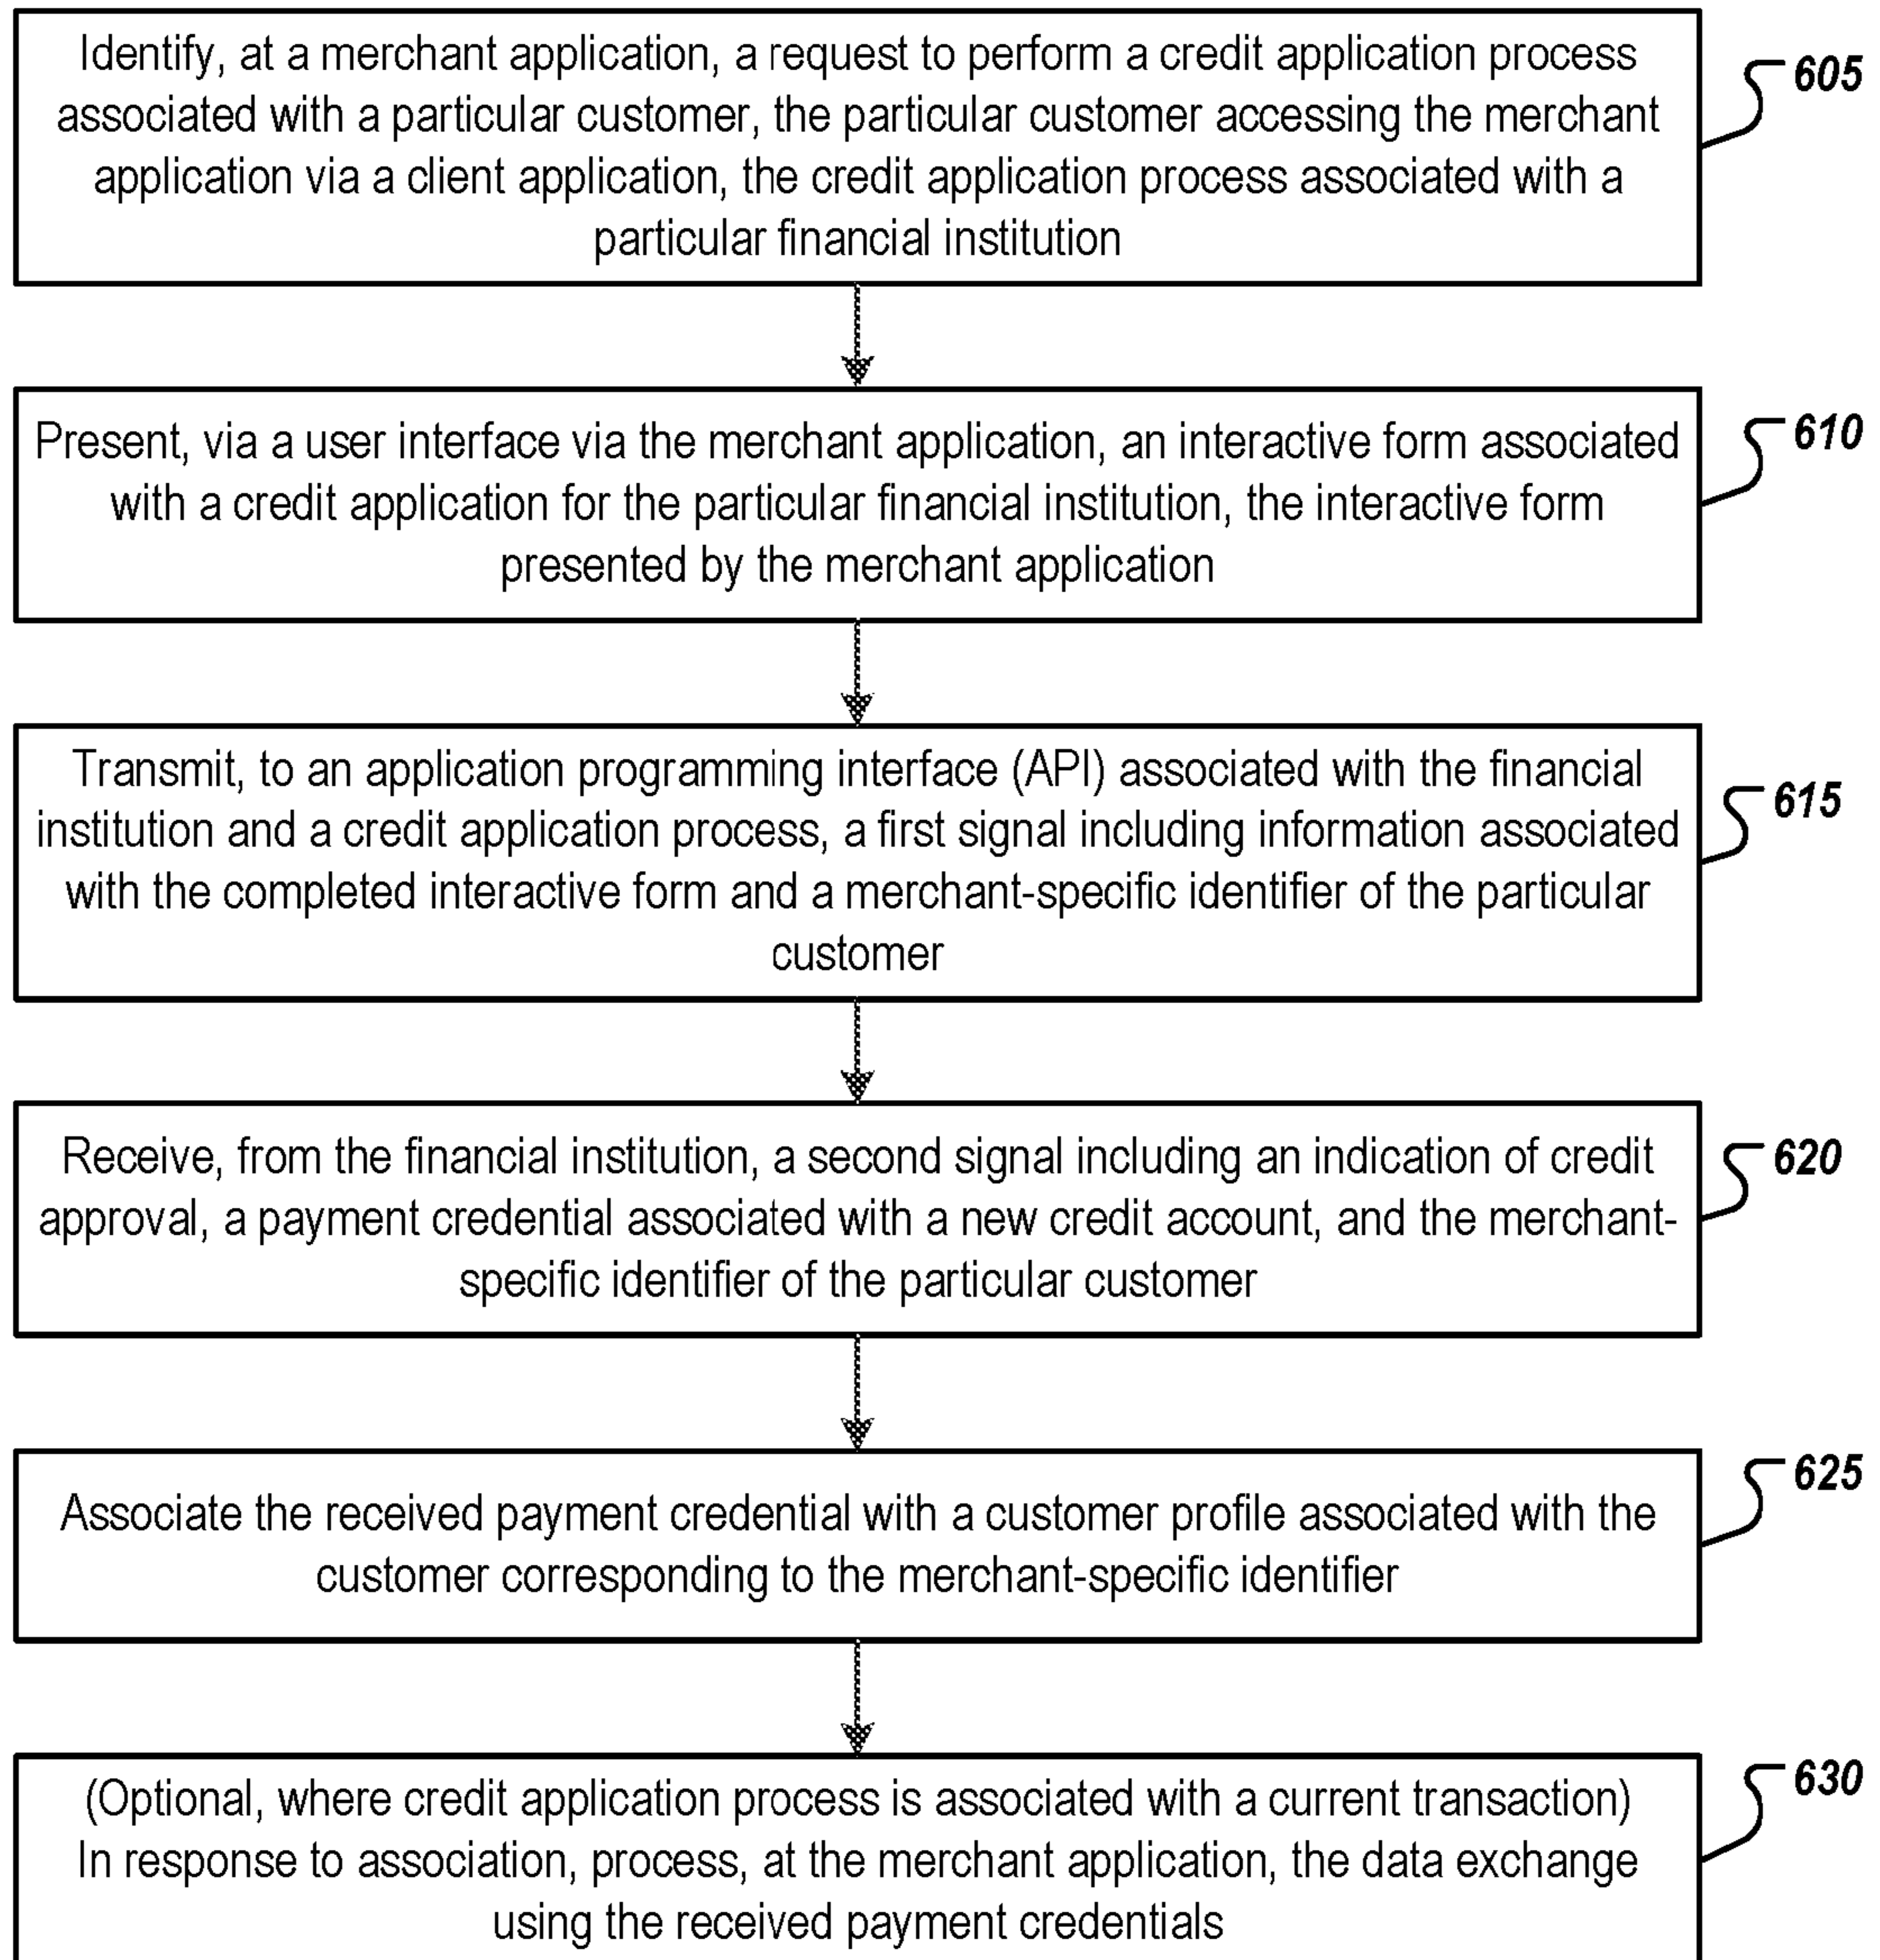 Identify, at a merchant application, a request to perform a credit application process
associated with a particular customer, the particular customer accessing the merchant
application via a client application, the credit application process associated with a
particular financial institution
605
Present, via a user interface via the merchant application, an interactive form associated
with a credit application for the particular financial institution, the interactive form
presented by the merchant application
610
Transmit, to an application programming interface (API) associated with the financial
institution and a credit application process, a first signal including information associated
with the completed interactive form and a merchant-specific identifier of the particular
customer
615
Receive, from the financial institution, a second signal including an indication of credit
approval, a payment credential associated with a new credit account, and the merchant-
specific identifier of the particular customer
620
Associate the received payment credential with a customer profile associated with the
customer corresponding to the merchant-specific identifier
625
(Optional, where credit application process is associated with a current transaction)
In response to association, process, at the merchant application, the data exchange
using the received payment credentials
630